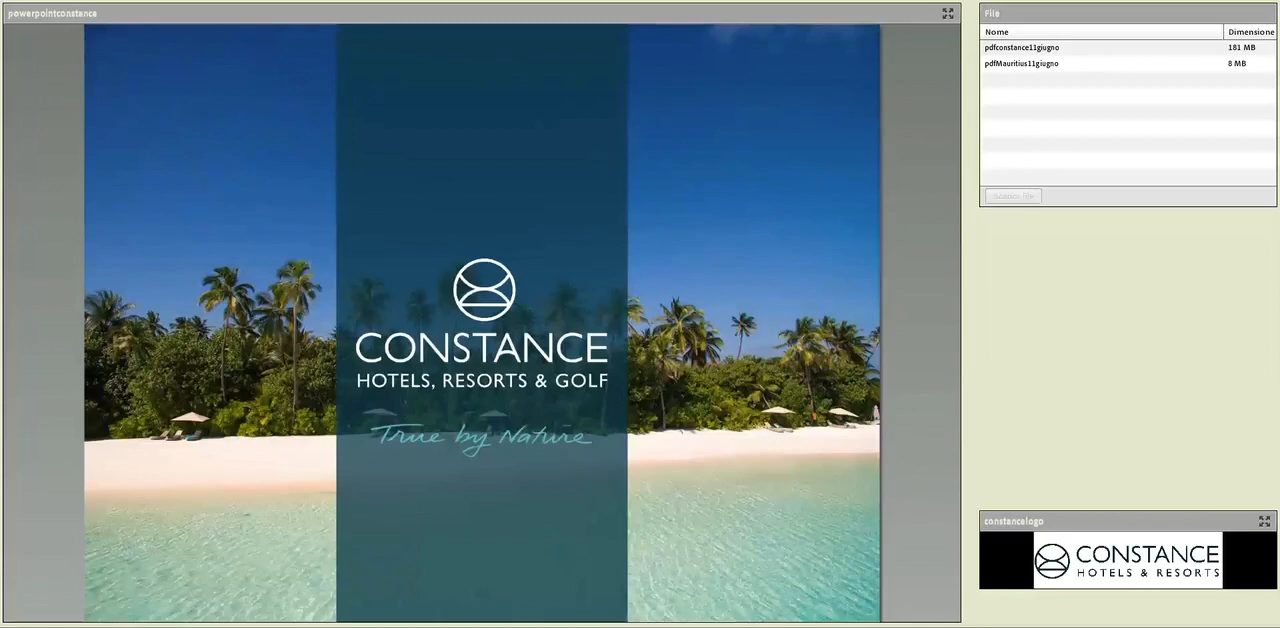 powerpointconstance
CONSTANCE
HOTELS, RESORTS & GOLF
True by Nature
File
Nome Dimensione
pdfconstance11giugno 181 MB
pdfMauritius11giugno 8 MB
constancelogo
CONSTANCE
HOTELS & RESORTS